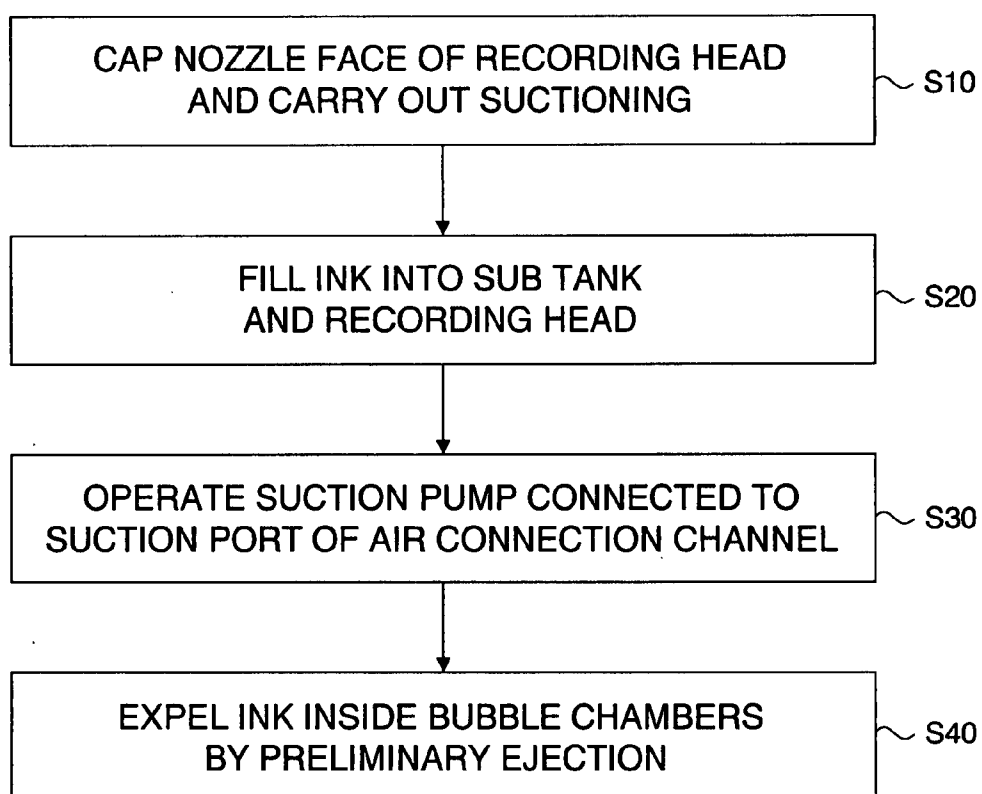 CAP NOZZLE FACE OF RECORDING HEAD
AND CARRY OUT SUCTIONING
S10
FILL INK INTO SUB TANK
AND RECORDING HEAD
S20
OPERATE SUCTION PUMP CONNECTED TO
SUCTION PORT OF AIR CONNECTION CHANNEL
S30
EXPEL INK INSIDE BUBBLE CHAMBERS
BY PRELIMINARY EJECTION
S40